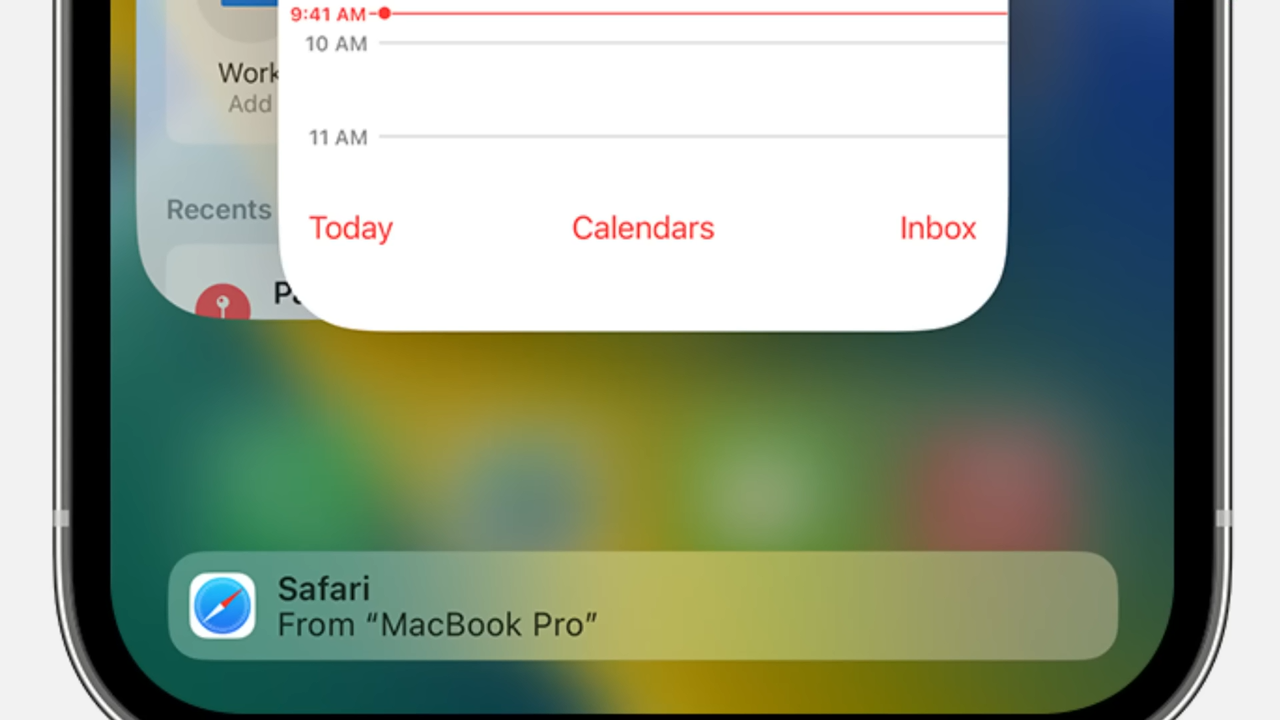 9:41 AM
10 AM
Work
Add
11 AM
Recents
Today
Calendars
Inbox
Safari
From “MacBook Pro”